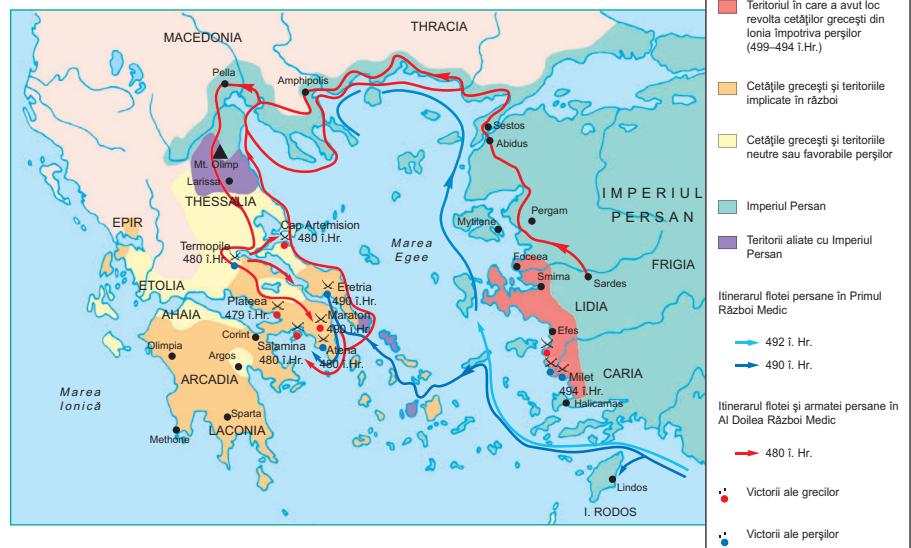 THRACIA
MACEDONIA
Pella
Amphipolis
Sestos
Abidus
Mt. Olimp
Larissa
THESSALIA
IMPERIUL
PERSAN
EPIR
Cap Artemision
480 î.Hr.
Mytilene
Pergam
Termopile
480 î.Hr.
Marea
Egee
Foceea
FRIGIA
Smirna
Sardes
ETOLIA
Eretria
490 î.Hr.
Plateea
479 î.Hr.
LIDIA
AHAIA
Maraton
490 î.Hr.
Efes
Corint
Salamina
480 î.Hr.
Atena
480 î.Hr.
Olimpia
Argos
ARCADIA
Milet
494 î.Hr.
CARIA
Marea
Ionică
Halicarnas
Sparta
LACONIA
Methone
Lindos
I. RODOS
Teritoriul în care a avut loc
revolta cetăților grecești din
Ionia împotriva perșilor
(499–494 î.Hr.)
Cetățile grecești și teritoriile
implicate în război
Cetățile grecești și teritoriile
neutre sau favorabile perșilor
Imperiul Persan
Teritorii aliate cu Imperiul
Persan
Itinerarul flotei persane în Primul
Război Medic
492 î. Hr.
490 î. Hr.
Itinerarul flotei și armatei persane în
Al Doilea Război Medic
480 î. Hr.
Victorii ale grecilor
Victorii ale perșilor